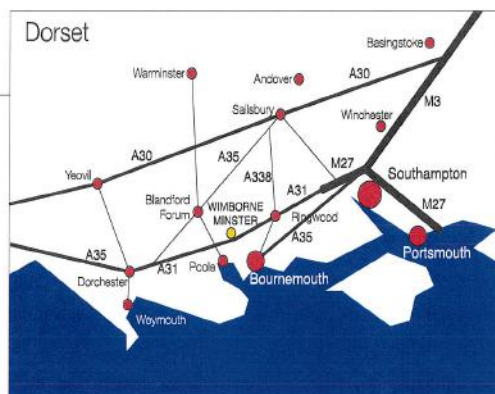 Dorset
Basingstoke
Warminster
Andover
A30
M3
Sailsbury
Winchester
A35
A30
M27
Yeovil
A338
Southampton
Blandford
Forum
WIMBORNE
MINSTER
A31
M27
Ringwood
A35
A35
Portsmouth
A31
Poole
Bournemouth
Dorchester
Weymouth